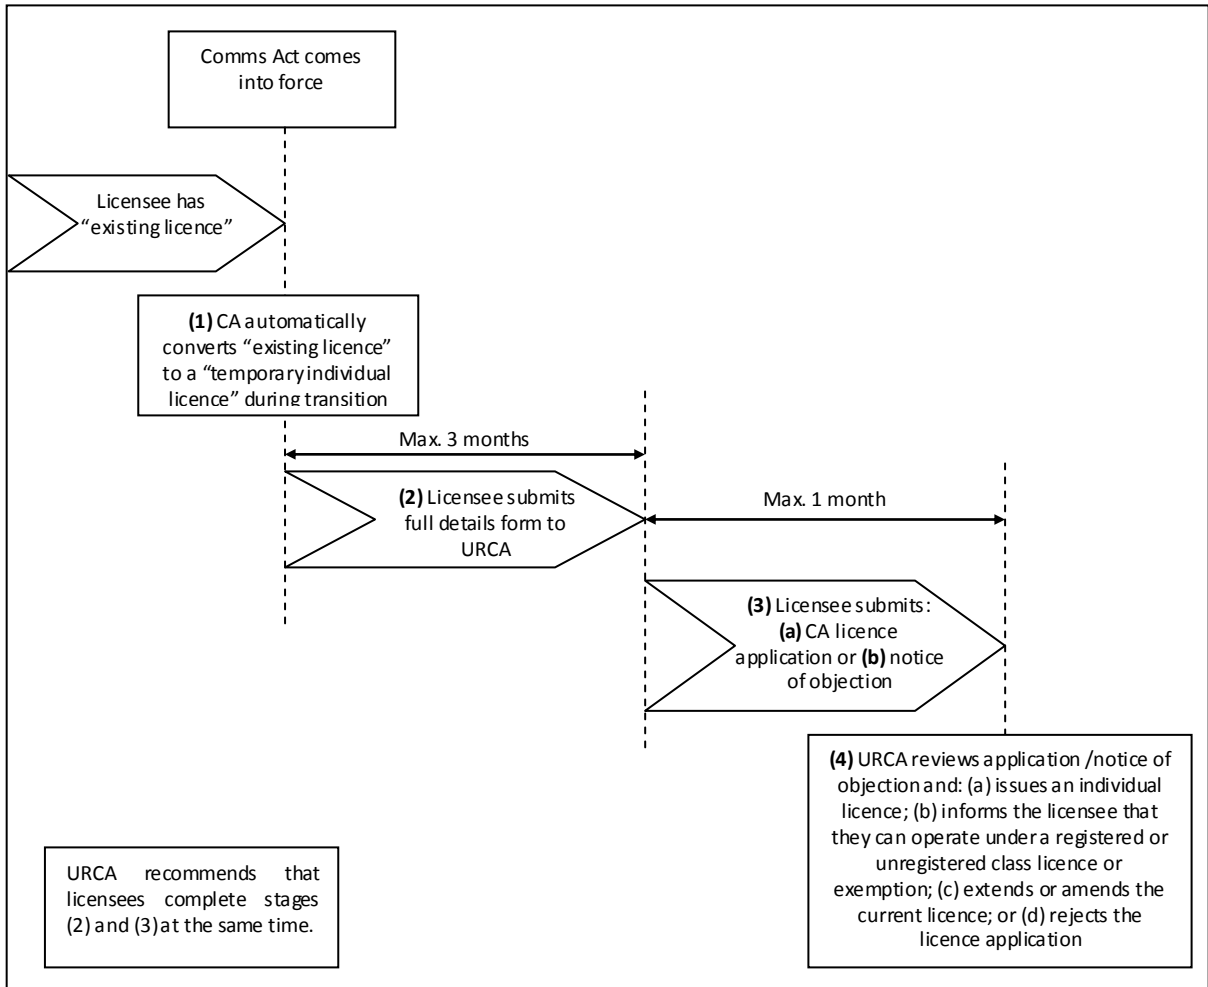 Comms Act comes
into force
Licensee has
“existing licence”
(1) CA automatically
converts “existing licence”
to a “temporary individual
licence” during transition
Max. 3 months
(2) Licensee submits
full details form to
URCA
Max. 1 month
(3) Licensee submits:
(a) CA licence
application or (b) notice
of objection
(4) URCA reviews application /notice of
objection and: (a) issues an individual
licence; (b) informs the licensee that
they can operate under a registered or
unregistered class licence or
exemption; (c) extends or amends the
current licence; or (d) rejects the
licence application
URCA recommends that
licensees complete stages
(2) and (3) at the same time.